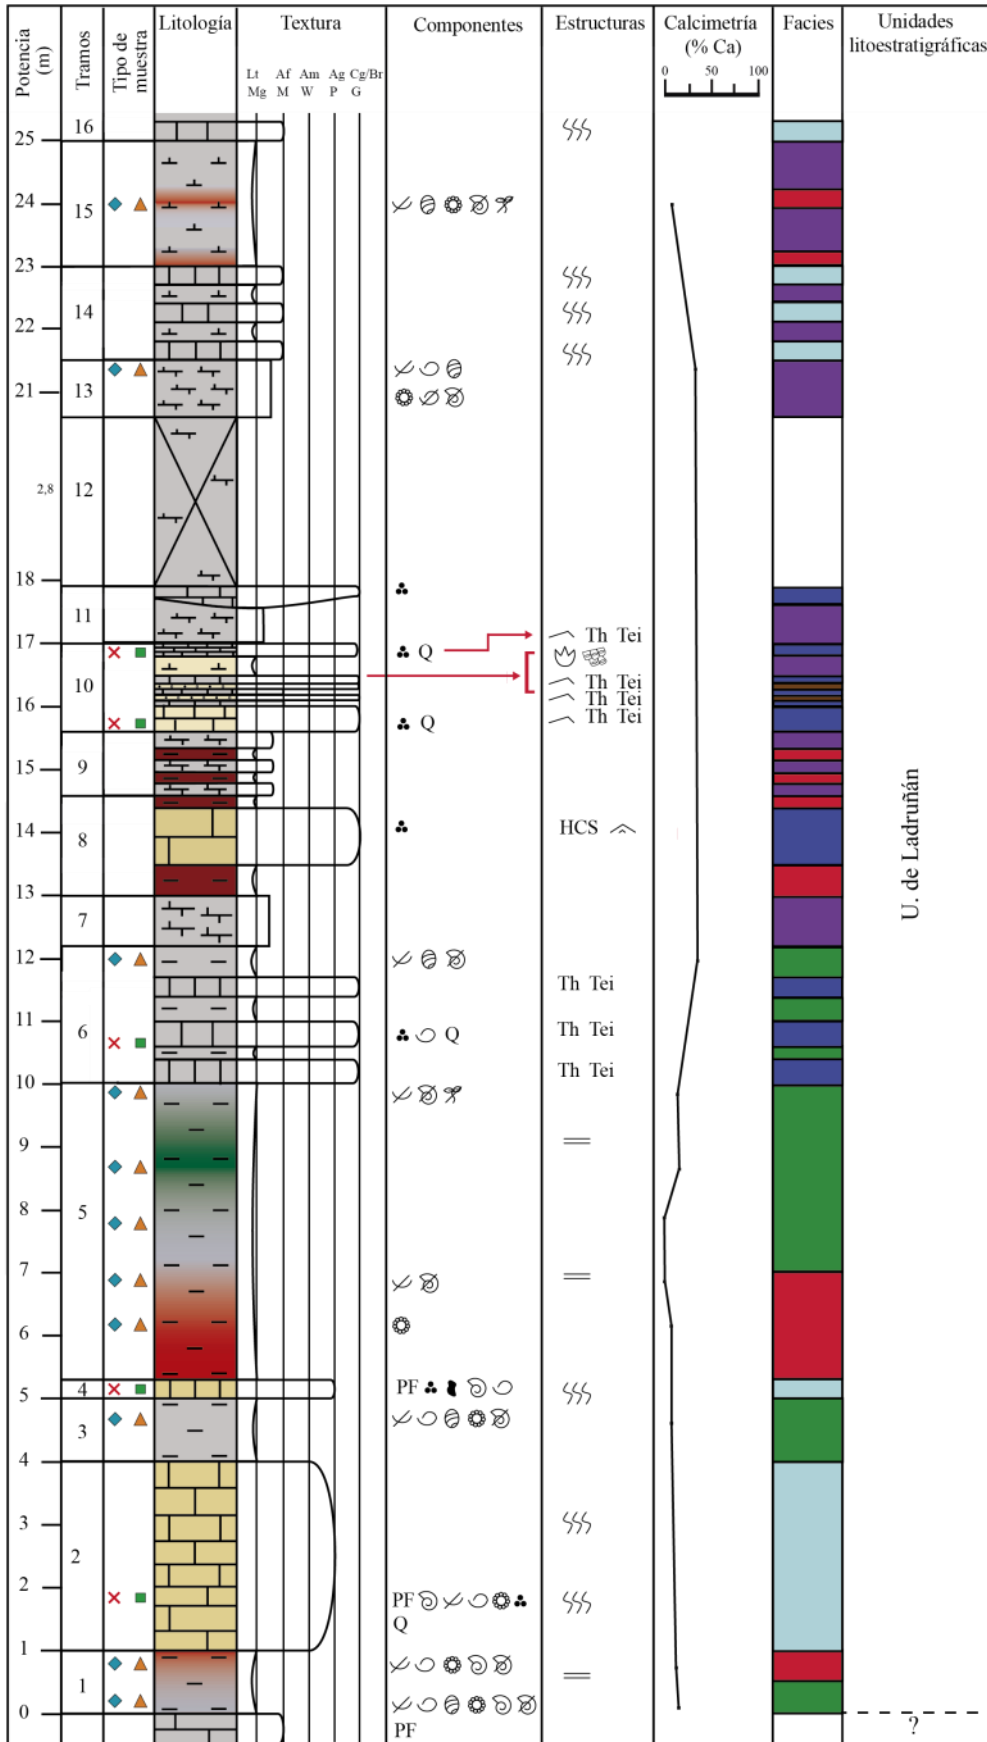 Potencia (m)
Tramos
Tipo de muestra
Litología
Textura
Componentes
Estructuras
Calcimetría
(% Ca)
Facies
Unidades
litoestratigráficas
Lt Af Am Ag Cg/Br
Mg M W P G
0 50 100
16
25
24
15
23
14
22
21
13
12
2,8
18
11
17
Th Tei
Q
10
Th Tei
Th Tei
16
Q
Th Tei
15
9
14
8
HCS
13
7
12
Th Tei
11
6
Q
Th Tei
Th Tei
10
9
8
5
7
6
4
PF
5
3
4
3
2
2
PF
Q
1
1
0
PF
U. de Ladruñán
?